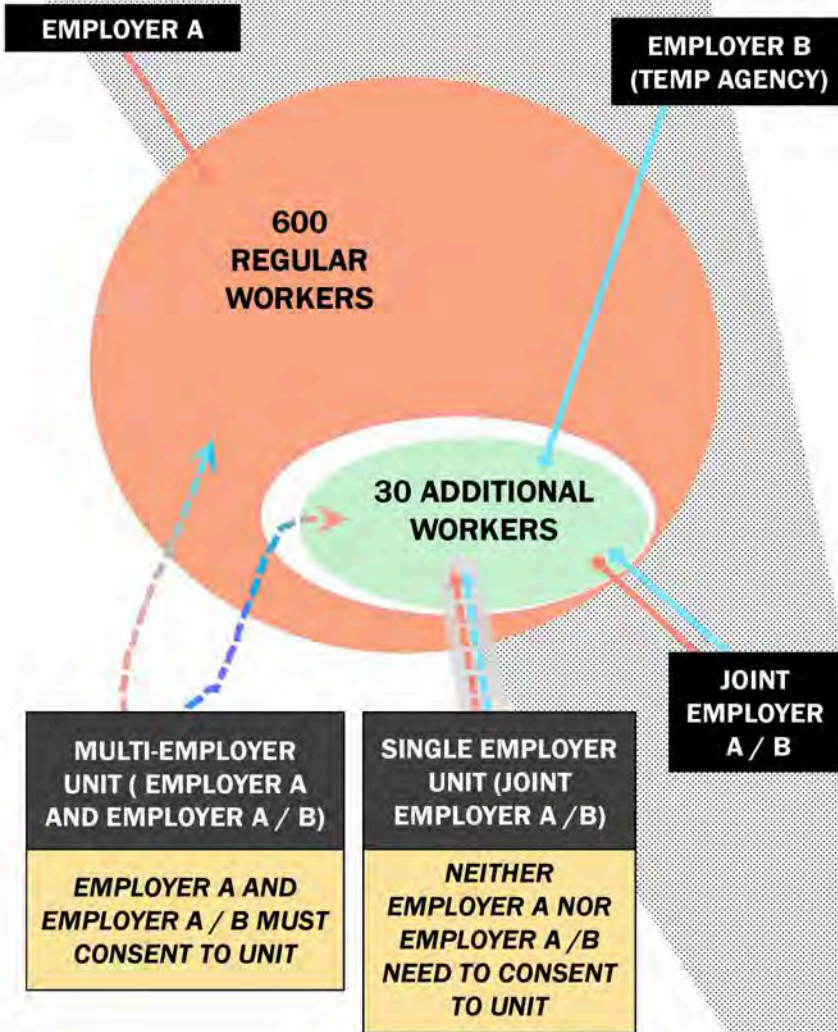 EMPLOYER A
EMPLOYER B
(TEMP AGENCY)
600
REGULAR
WORKERS
30 ADDITIONAL
WORKERS
JOINT
EMPLOYER
A / B
MULTI-EMPLOYER
UNIT ( EMPLOYER A
AND EMPLOYER A / B)
EMPLOYER A AND
EMPLOYER A / B MUST
CONSENT TO UNIT
SINGLE EMPLOYER
UNIT (JOINT
EMPLOYER A /B)
NEITHER
EMPLOYER A NOR
EMPLOYER A /B
NEED TO CONSENT
TO UNIT